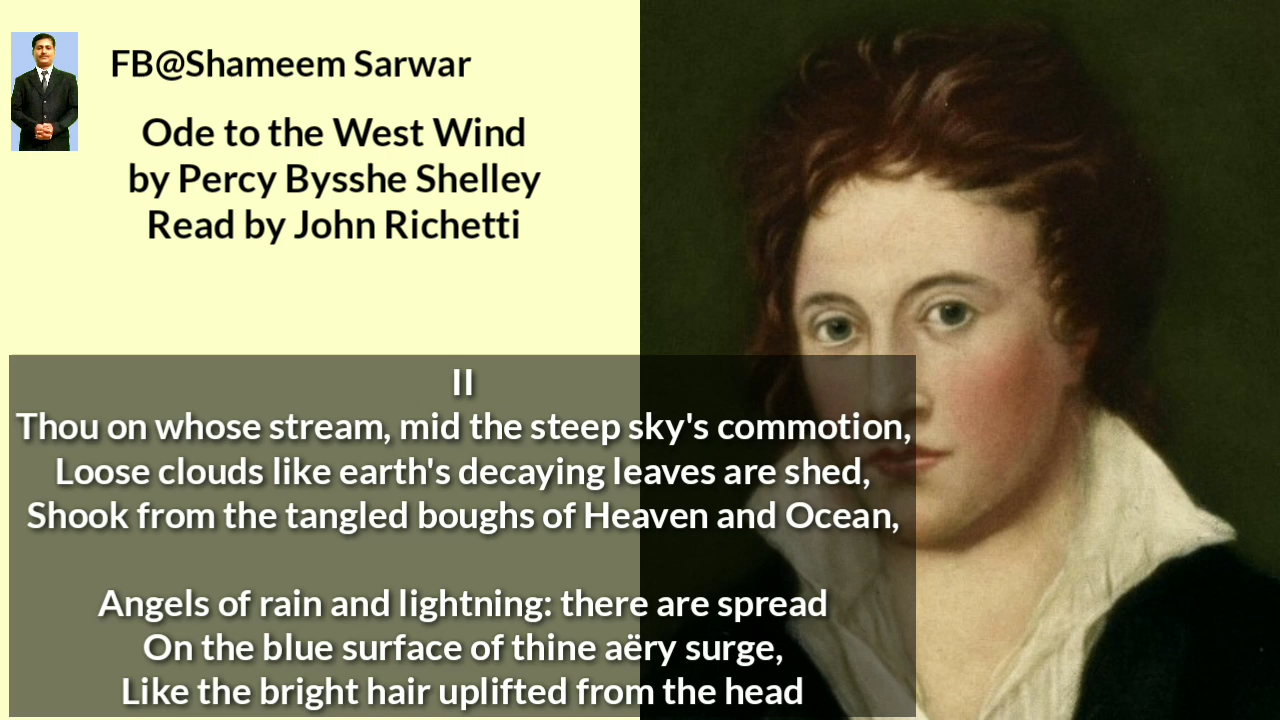 FB@Shameem Sarwar
Ode to the West Wind
by Percy Bysshe Shelley
Read by John Richetti
II
Thou on whose stream, mid the steep sky's commotion,
Loose clouds like earth's decaying leaves are shed,
Shook from the tangled boughs of Heaven and Ocean,
Angels of rain and lightning: there are spread
On the blue surface of thine aëry surge,
Like the bright hair uplifted from the head